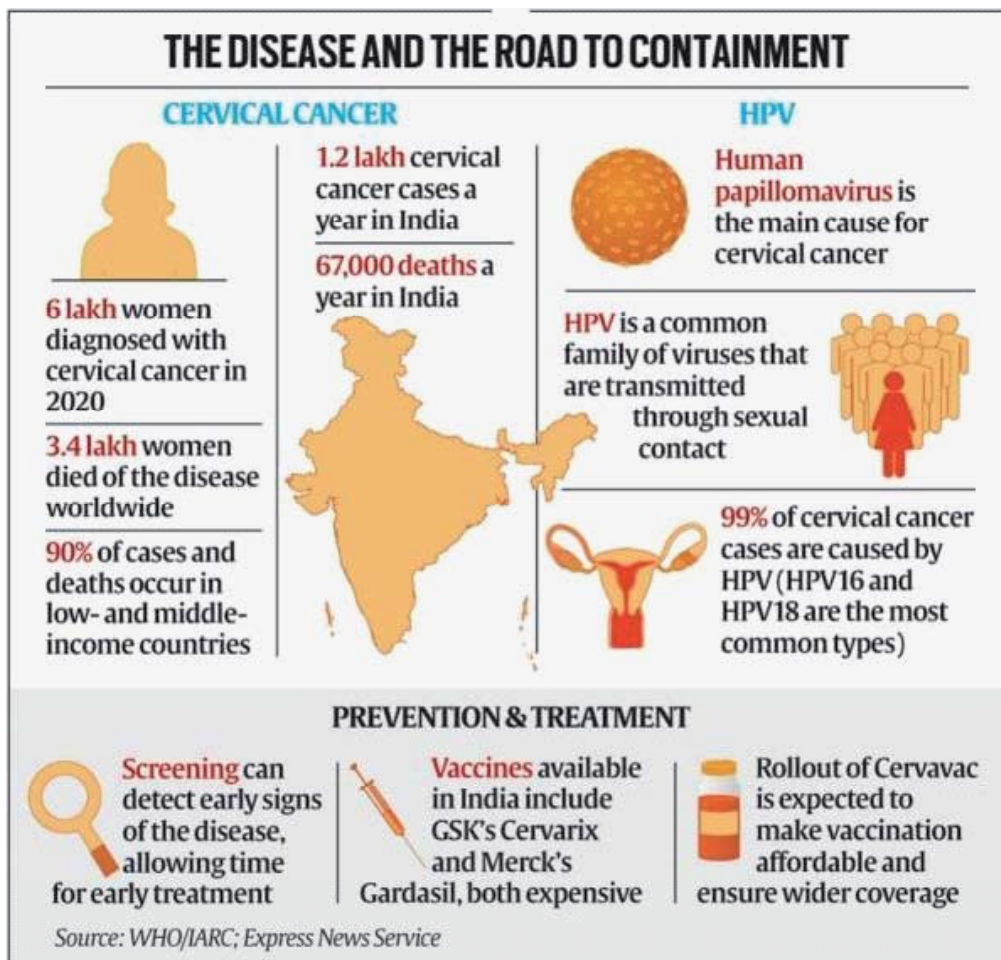 THE DISEASE AND THE ROAD TO CONTAINMENT
CERVICAL CANCER
6 lakh women
diagnosed with
cervical cancer in
2020
3.4 lakh women
died of the disease
worldwide
90% of cases and
deaths occur in
low- and middle-
income countries
1.2 lakh cervical
cancer cases a
year in India
67,000 deaths a
year in India
HPV
Human
papillomavirus is
the main cause for
cervical cancer
HPV is a common
family of viruses that
are transmitted
through sexual
contact
99% of cervical cancer
cases are caused by
HPV (HPV16 and
HPV18 are the most
common types)
PREVENTION & TREATMENT
Screening can
detect early signs
of the disease,
allowing time
for early treatment
Vaccines available
in India include
GSK's Cervarix
and Merck's
Gardasil, both expensive
Rollout of Cervavac
is expected to
make vaccination
affordable and
ensure wider coverage
Source: WHO/IARC; Express News Service